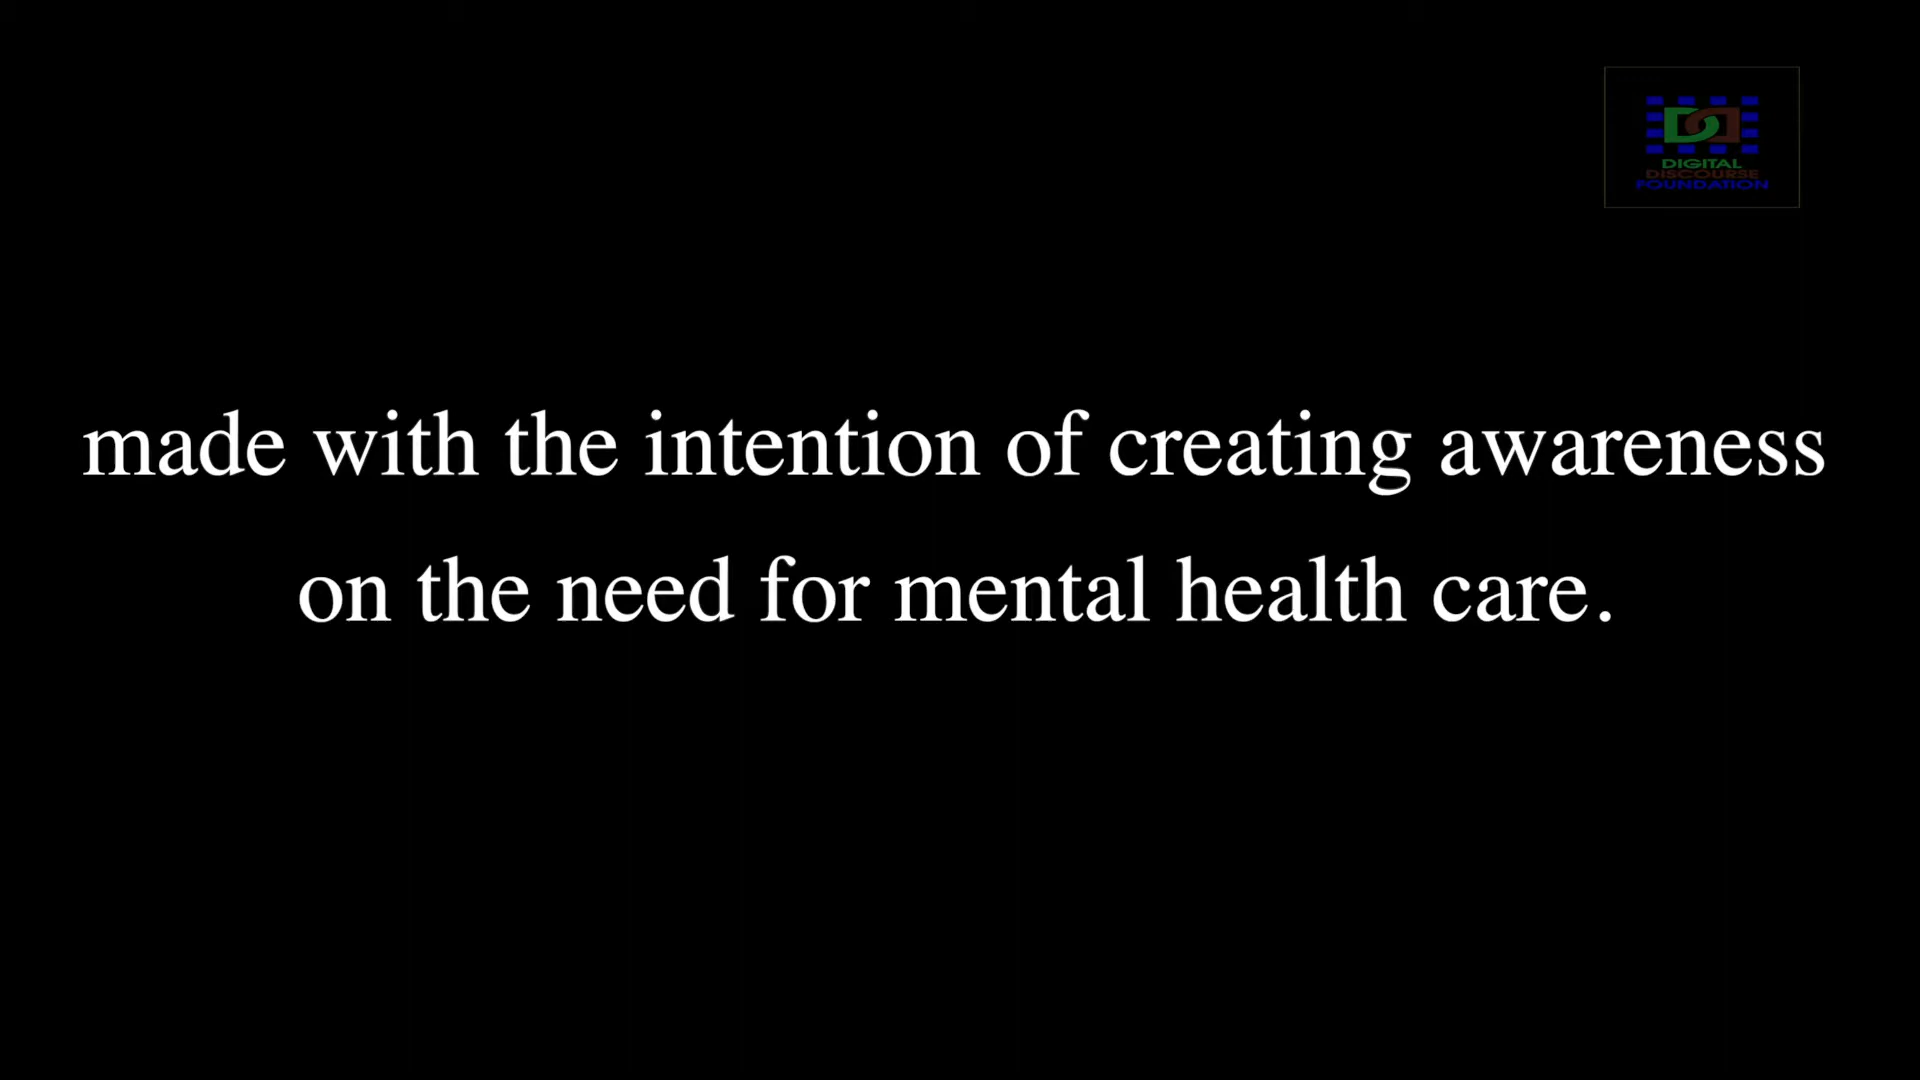 DIGITAL
DISCOURSE
FOUNDATION
made with the intention of creating awareness
on the need for mental health care.